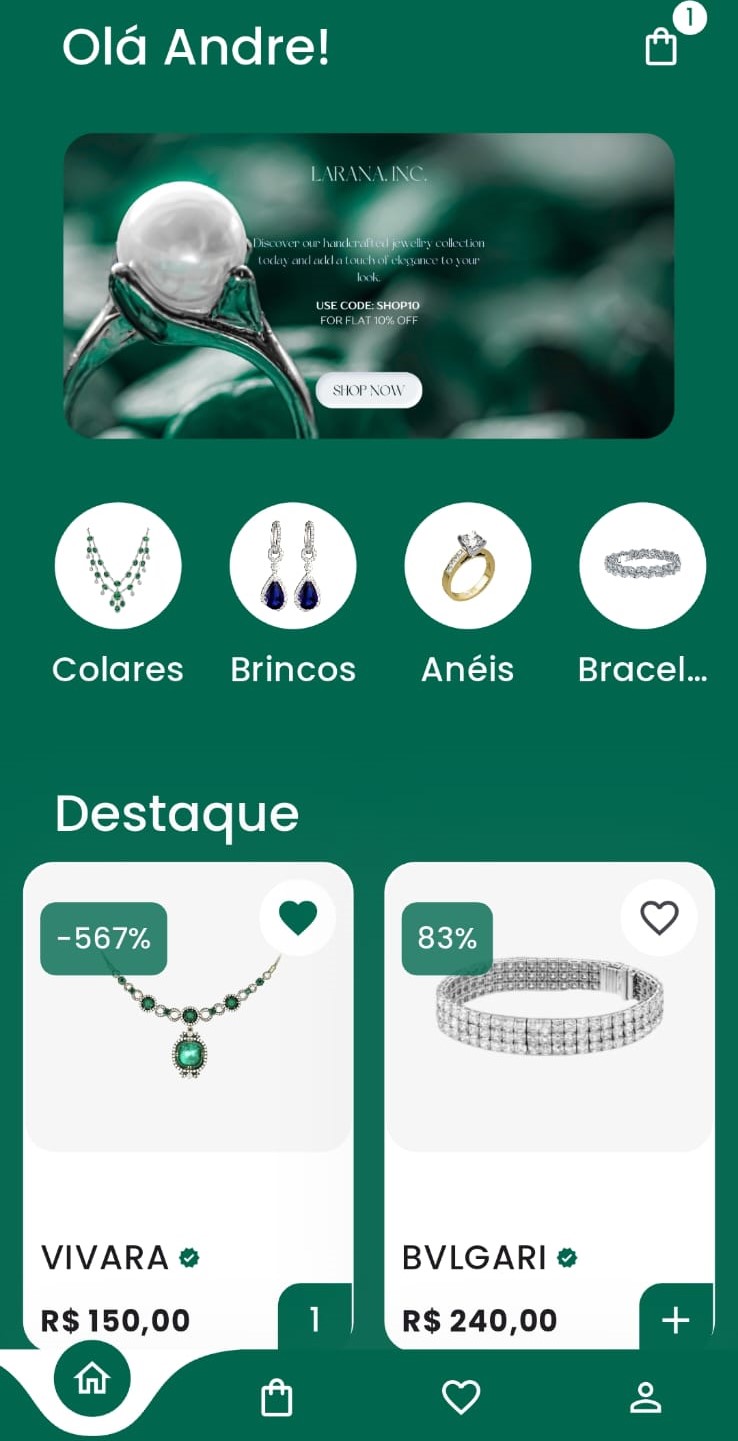 Olá Andre!
1
LARANA, INC.
Discover our handcrafted jewellry collection
today and add a touch of elegance to your
look.
USE CODE: SHOP10
FOR FLAT 10% OFF
SHOP NOW
Colares
Brincos
Anéis
Bracel...
Destaque
-567%
83%
VIVARA
BVLGARI
R$ 150,00
1
R$ 240,00
+